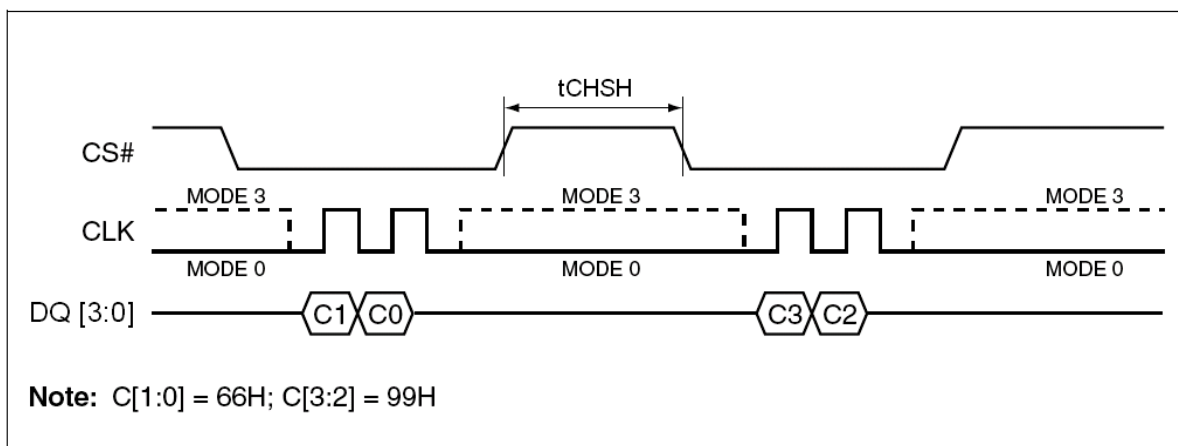 tCHSH
CS#
MODE 3 MODE 3 MODE 3
CLK
MODE 0 MODE 0 MODE 0
DQ [3:0] C1 C0 C3 C2
Note: C[1:0] = 66H; C[3:2] = 99H